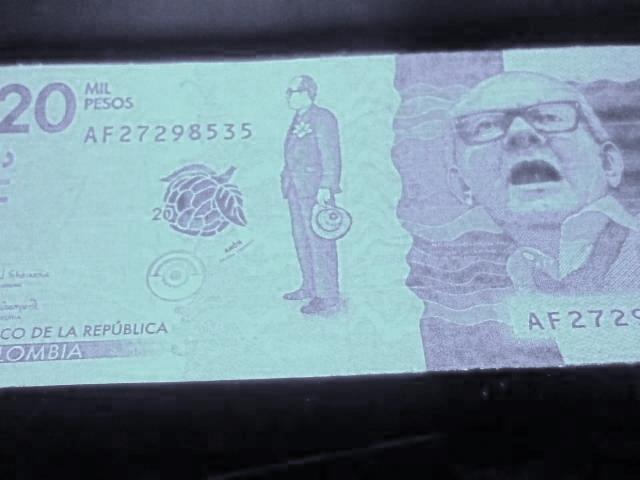 20 MIL
PESOS
AF27298535
20
CO DE LA REPÚBLICA
LOMBIA
AF2729